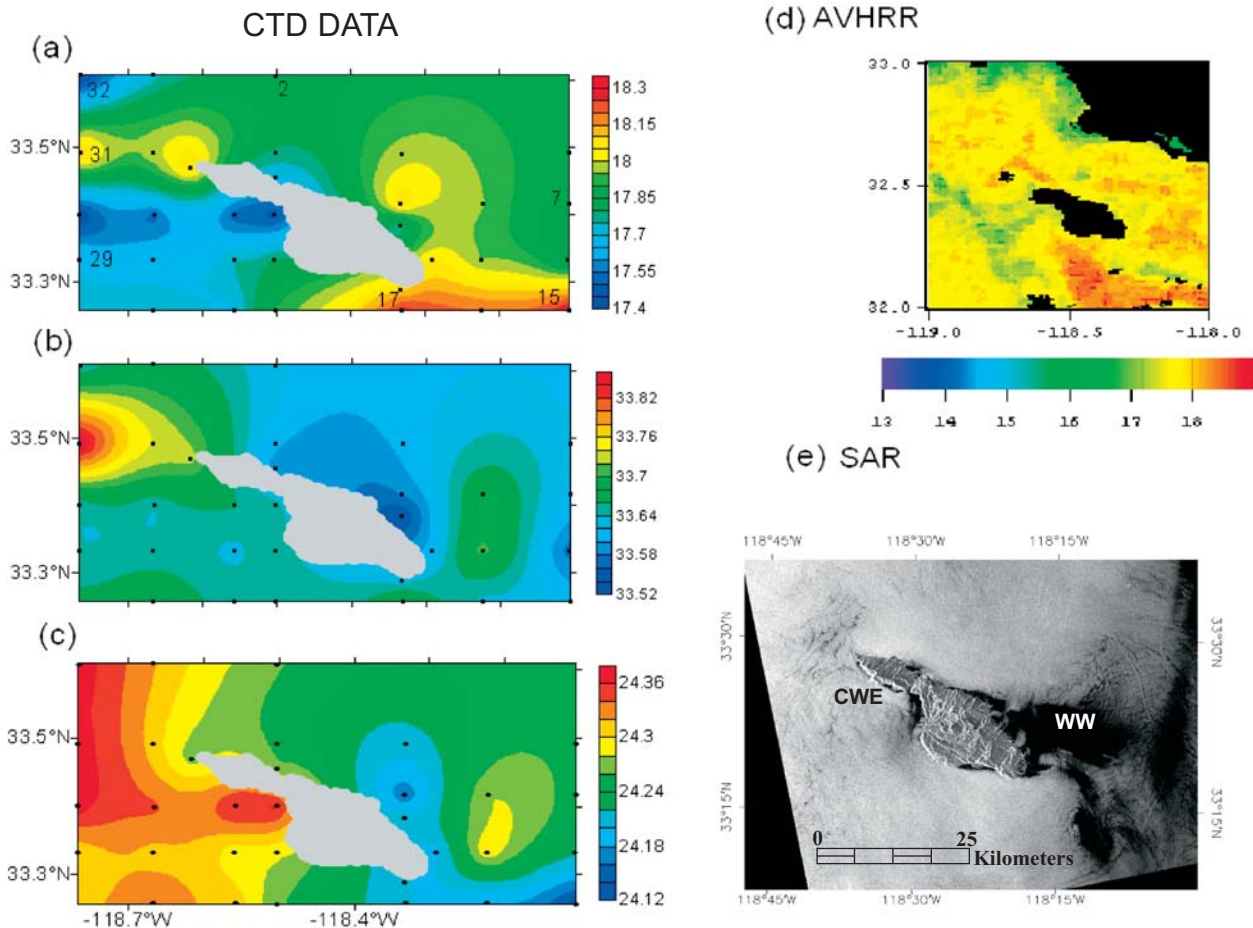 CTD DATA
(a)
32
2
31
7
29
17
15
33.5°N
33.3°N
18.3
18.15
18
17.85
17.7
17.55
17.4
(b)
33.5°N
33.3°N
33.82
33.76
33.7
33.64
33.58
33.52
(c)
33.5°N
33.3°N
-118.7°W
-118.4°W
24.36
24.3
24.24
24.18
24.12
(d) AVHRR
33.0
32.5
32.0
-119.0
-118.5
-118.0
13
14
15
16
17
18
(e) SAR
118°45'W
118°30'W
118°15'W
33°30'N
33°30'N
CWE
WW
33°15'N
33°15'N
0
25
Kilometers
118°45'W
118°30'W
118°15'W